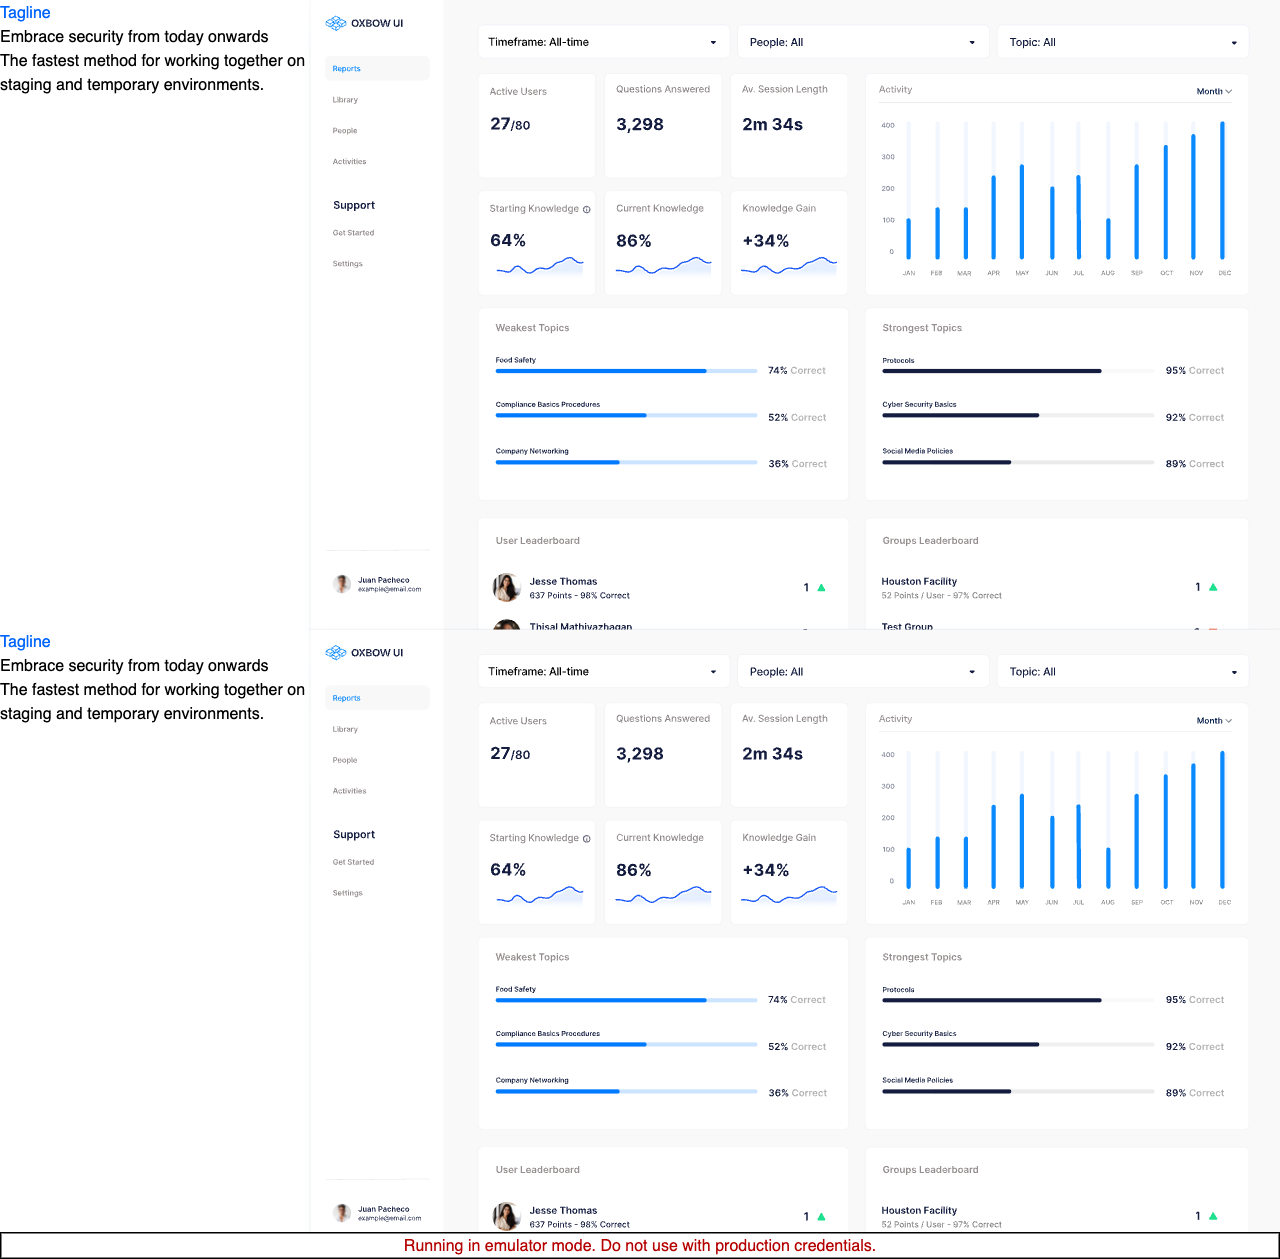 Tagline
Embrace security from today onwards
The fastest method for working together on
staging and temporary environments.
OXBOW UI
Reports
Library
People
Activities
Support
Get Started
Settings
Juan Pacheco
example@email.com
Timeframe: All-time
People: All
Topic: All
Active Users
27/80
Questions Answered
3,298
Av. Session Length
2m 34s
Starting Knowledge
64%
Current Knowledge
86%
Knowledge Gain
+34%
Activity
Month
400
300
200
100
0
JAN FEB MAR APR MAY JUN JUL AUG SEP OCT NOV DEC
Weakest Topics
Food Safety
74% Correct
Compliance Basics Procedures
52% Correct
Company Networking
36% Correct
Strongest Topics
Protocols
95% Correct
Cyber Security Basics
92% Correct
Social Media Policies
89% Correct
User Leaderboard
Jesse Thomas
637 Points - 98% Correct
1
Thisal Mathiyazhagan
Groups Leaderboard
Houston Facility
52 Points / User - 97% Correct
1
Test Group
Tagline
Embrace security from today onwards
The fastest method for working together on
staging and temporary environments.
OXBOW UI
Reports
Library
People
Activities
Support
Get Started
Settings
Juan Pacheco
example@email.com
Timeframe: All-time
People: All
Topic: All
Active Users
27/80
Questions Answered
3,298
Av. Session Length
2m 34s
Starting Knowledge
64%
Current Knowledge
86%
Knowledge Gain
+34%
Activity
Month
400
300
200
100
0
JAN FEB MAR APR MAY JUN JUL AUG SEP OCT NOV DEC
Weakest Topics
Food Safety
74% Correct
Compliance Basics Procedures
52% Correct
Company Networking
36% Correct
Strongest Topics
Protocols
95% Correct
Cyber Security Basics
92% Correct
Social Media Policies
89% Correct
User Leaderboard
Jesse Thomas
637 Points - 98% Correct
1
Groups Leaderboard
Houston Facility
52 Points / User - 97% Correct
1
Running in emulator mode. Do not use with production credentials.